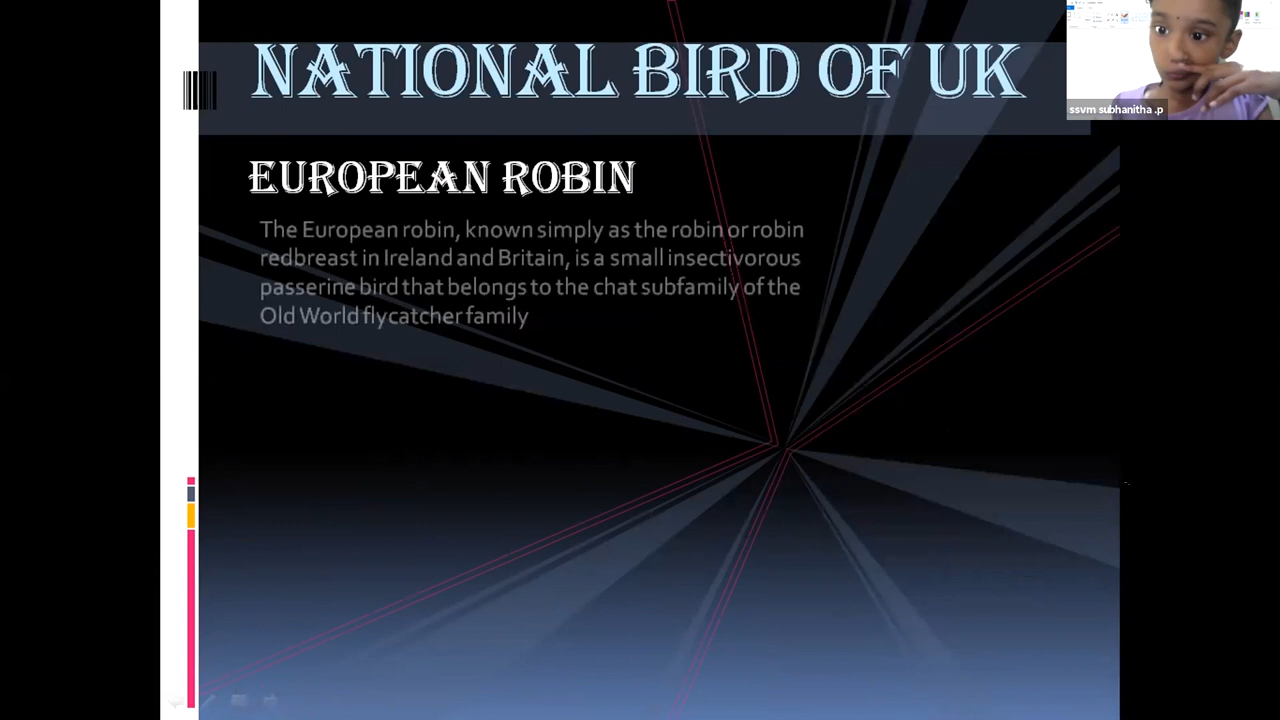 NATIONAL BIRD OF UK
ssvm subhanitha .p
EUROPEAN ROBIN
The European robin, known simply as the robin or robin
redbreast in Ireland and Britain, is a small insectivorous
passerine bird that belongs to the chat subfamily of the
Old World flycatcher family